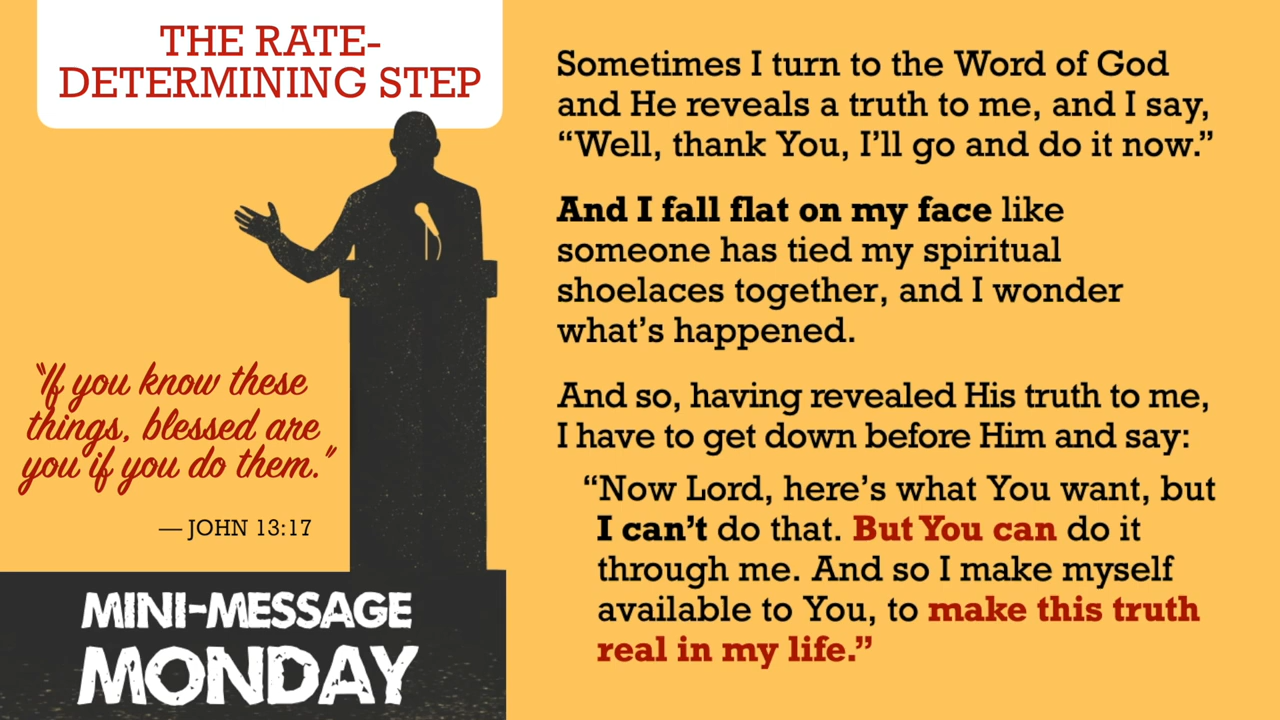 THE RATE-
DETERMINING STEP
“If you know these
things, blessed are
you if you do them.”
— JOHN 13:17
MINI-MESSAGE
MONDAY
Sometimes I turn to the Word of God
and He reveals a truth to me, and I say,
“Well, thank You, I’ll go and do it now.”
And I fall flat on my face like
someone has tied my spiritual
shoelaces together, and I wonder
what’s happened.
And so, having revealed His truth to me,
I have to get down before Him and say:
“Now Lord, here’s what You want, but
I can’t do that. But You can do it
through me. And so I make myself
available to You, to make this truth
real in my life.”